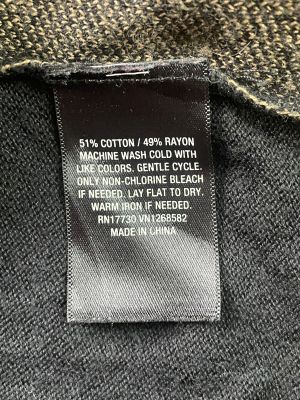 51% COTTON / 49% RAYON
MACHINE WASH COLD WITH
LIKE COLORS. GENTLE CYCLE.
ONLY NON-CHLORINE BLEACH
IF NEEDED. LAY FLAT TO DRY.
WARM IRON IF NEEDED.
RN17730 VN1268582
MADE IN CHINA